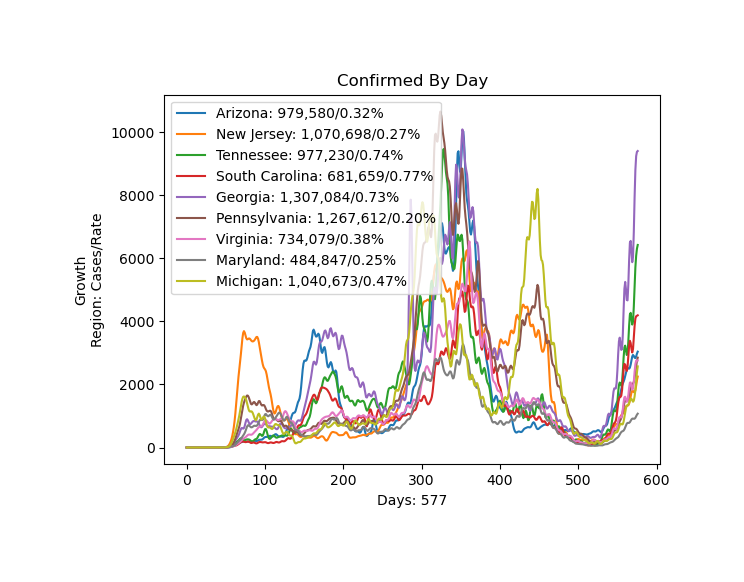 Confirmed By Day
Growth
Region: Cases/Rate
10000
8000
6000
4000
2000
0
Arizona: 979,580/0.32%
New Jersey: 1,070,698/0.27%
Tennessee: 977,230/0.74%
South Carolina: 681,659/0.77%
Georgia: 1,307,084/0.73%
Pennsylvania: 1,267,612/0.20%
Virginia: 734,079/0.38%
Maryland: 484,847/0.25%
Michigan: 1,040,673/0.47%
0 100 200 300 400 500 600
Days: 577